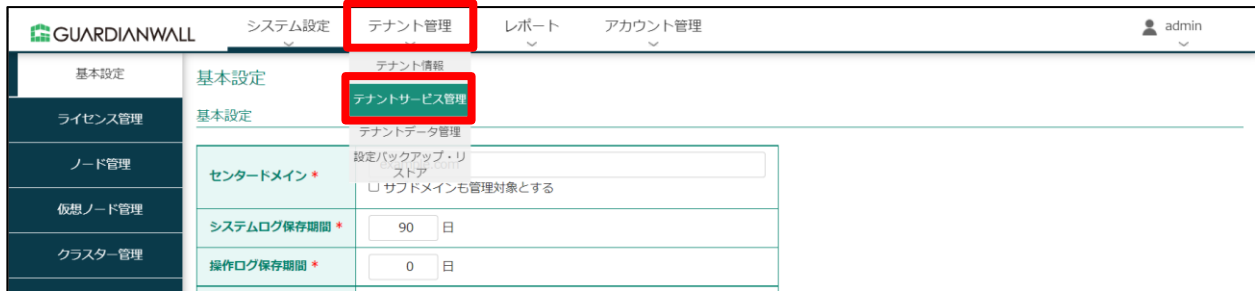 GUARDIANWALL
システム設定
テナント管理
レポート
アカウント管理
admin
基本設定
ライセンス管理
ノード管理
仮想ノード管理
クラスター管理
テナント情報
テナントサービス管理
テナントデータ管理
設定バックアップ・リ
ストア
基本設定
基本設定
センタードメイン *
サブドメインも管理対象とする
システムログ保存期間 *
90 日
操作ログ保存期間 *
0 日